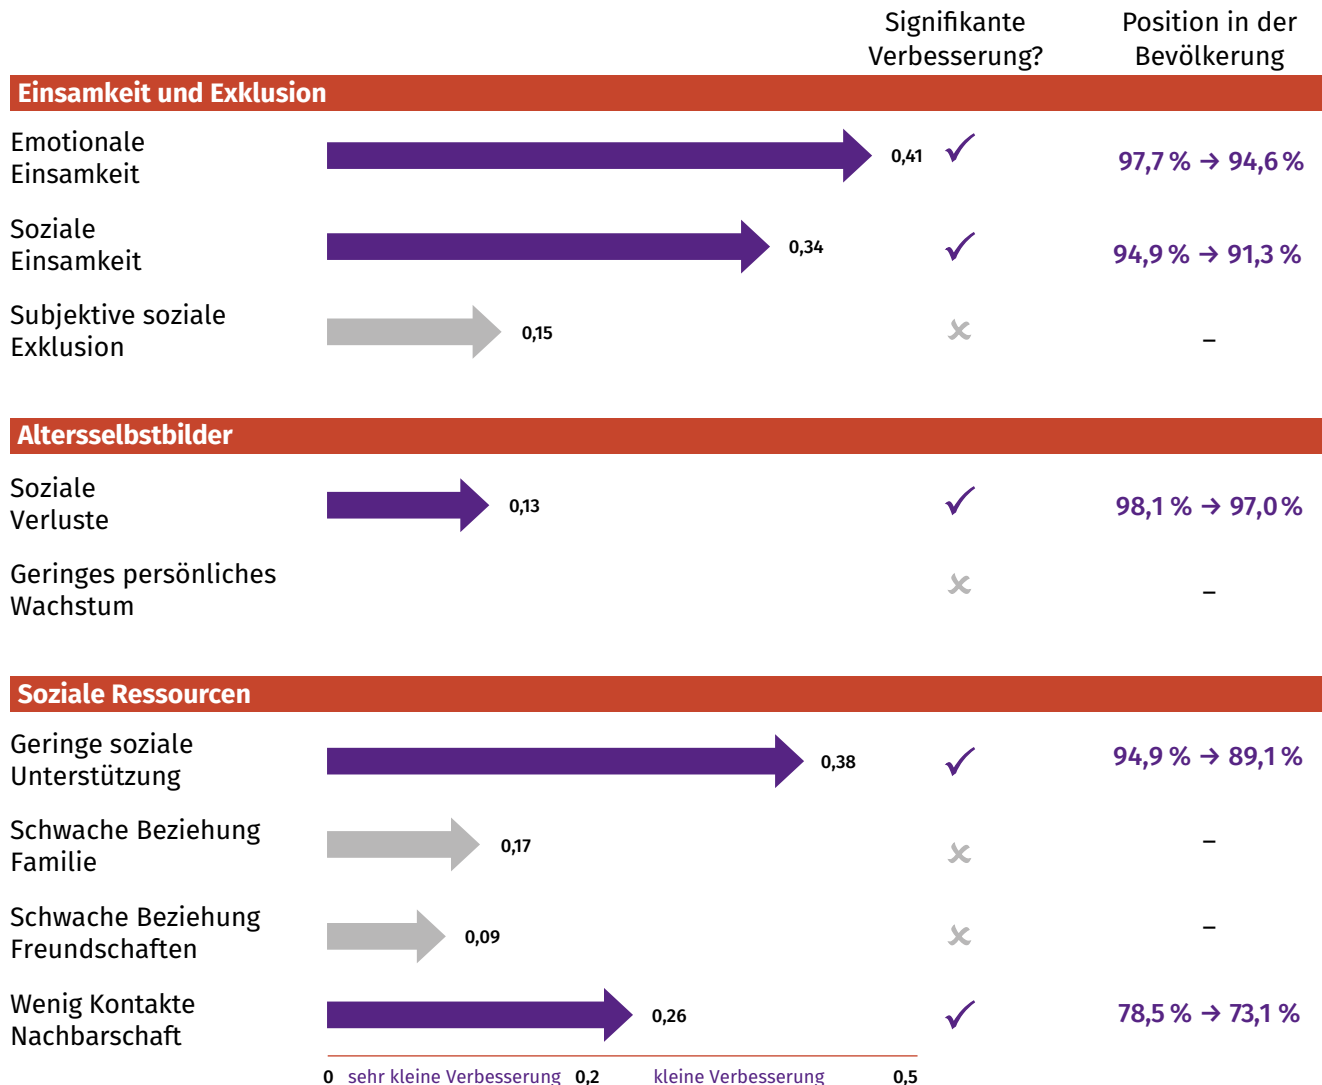 Signifikante
Verbesserung?
Position in der
Bevölkerung
Einsamkeit und Exklusion
Emotionale
Einsamkeit
0,41
97,7 % → 94,6 %
Soziale
Einsamkeit
0,34
94,9 % → 91,3 %
Subjektive soziale
Exklusion
0,15
–
Altersselbstbilder
Soziale
Verluste
0,13
98,1 % → 97,0 %
Geringes persönliches
Wachstum
–
Soziale Ressourcen
Geringe soziale
Unterstützung
0,38
94,9 % → 89,1 %
Schwache Beziehung
Familie
0,17
–
Schwache Beziehung
Freundschaften
0,09
–
Wenig Kontakte
Nachbarschaft
0,26
78,5 % → 73,1 %
0 sehr kleine Verbesserung 0,2 kleine Verbesserung 0,5